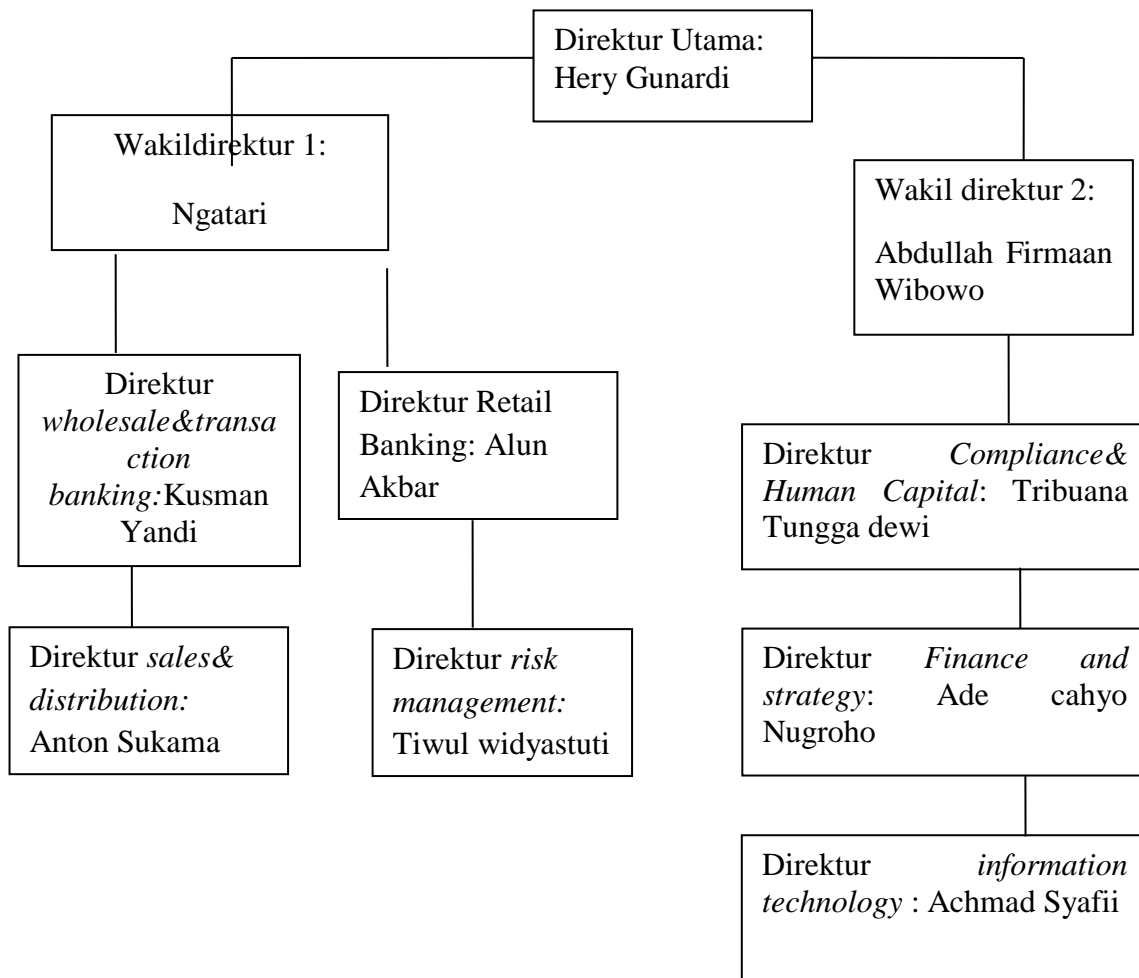 Direktur Utama:
Hery Gunardi
Wakildirektur 1:
Ngatari
Wakil direktur 2:
Abdullah Firmaan
Wibowo
Direktur
wholesale&transa
ction
banking:Kusman
Yandi
Direktur Retail
Banking: Alun
Akbar
Direktur Compliance&
Human Capital: Tribuana
Tungga dewi
Direktur sales&
distribution:
Anton Sukama
Direktur risk
management:
Tiwul widyastuti
Direktur Finance and
strategy: Ade cahyo
Nugroho
Direktur information
technology : Achmad Syafii